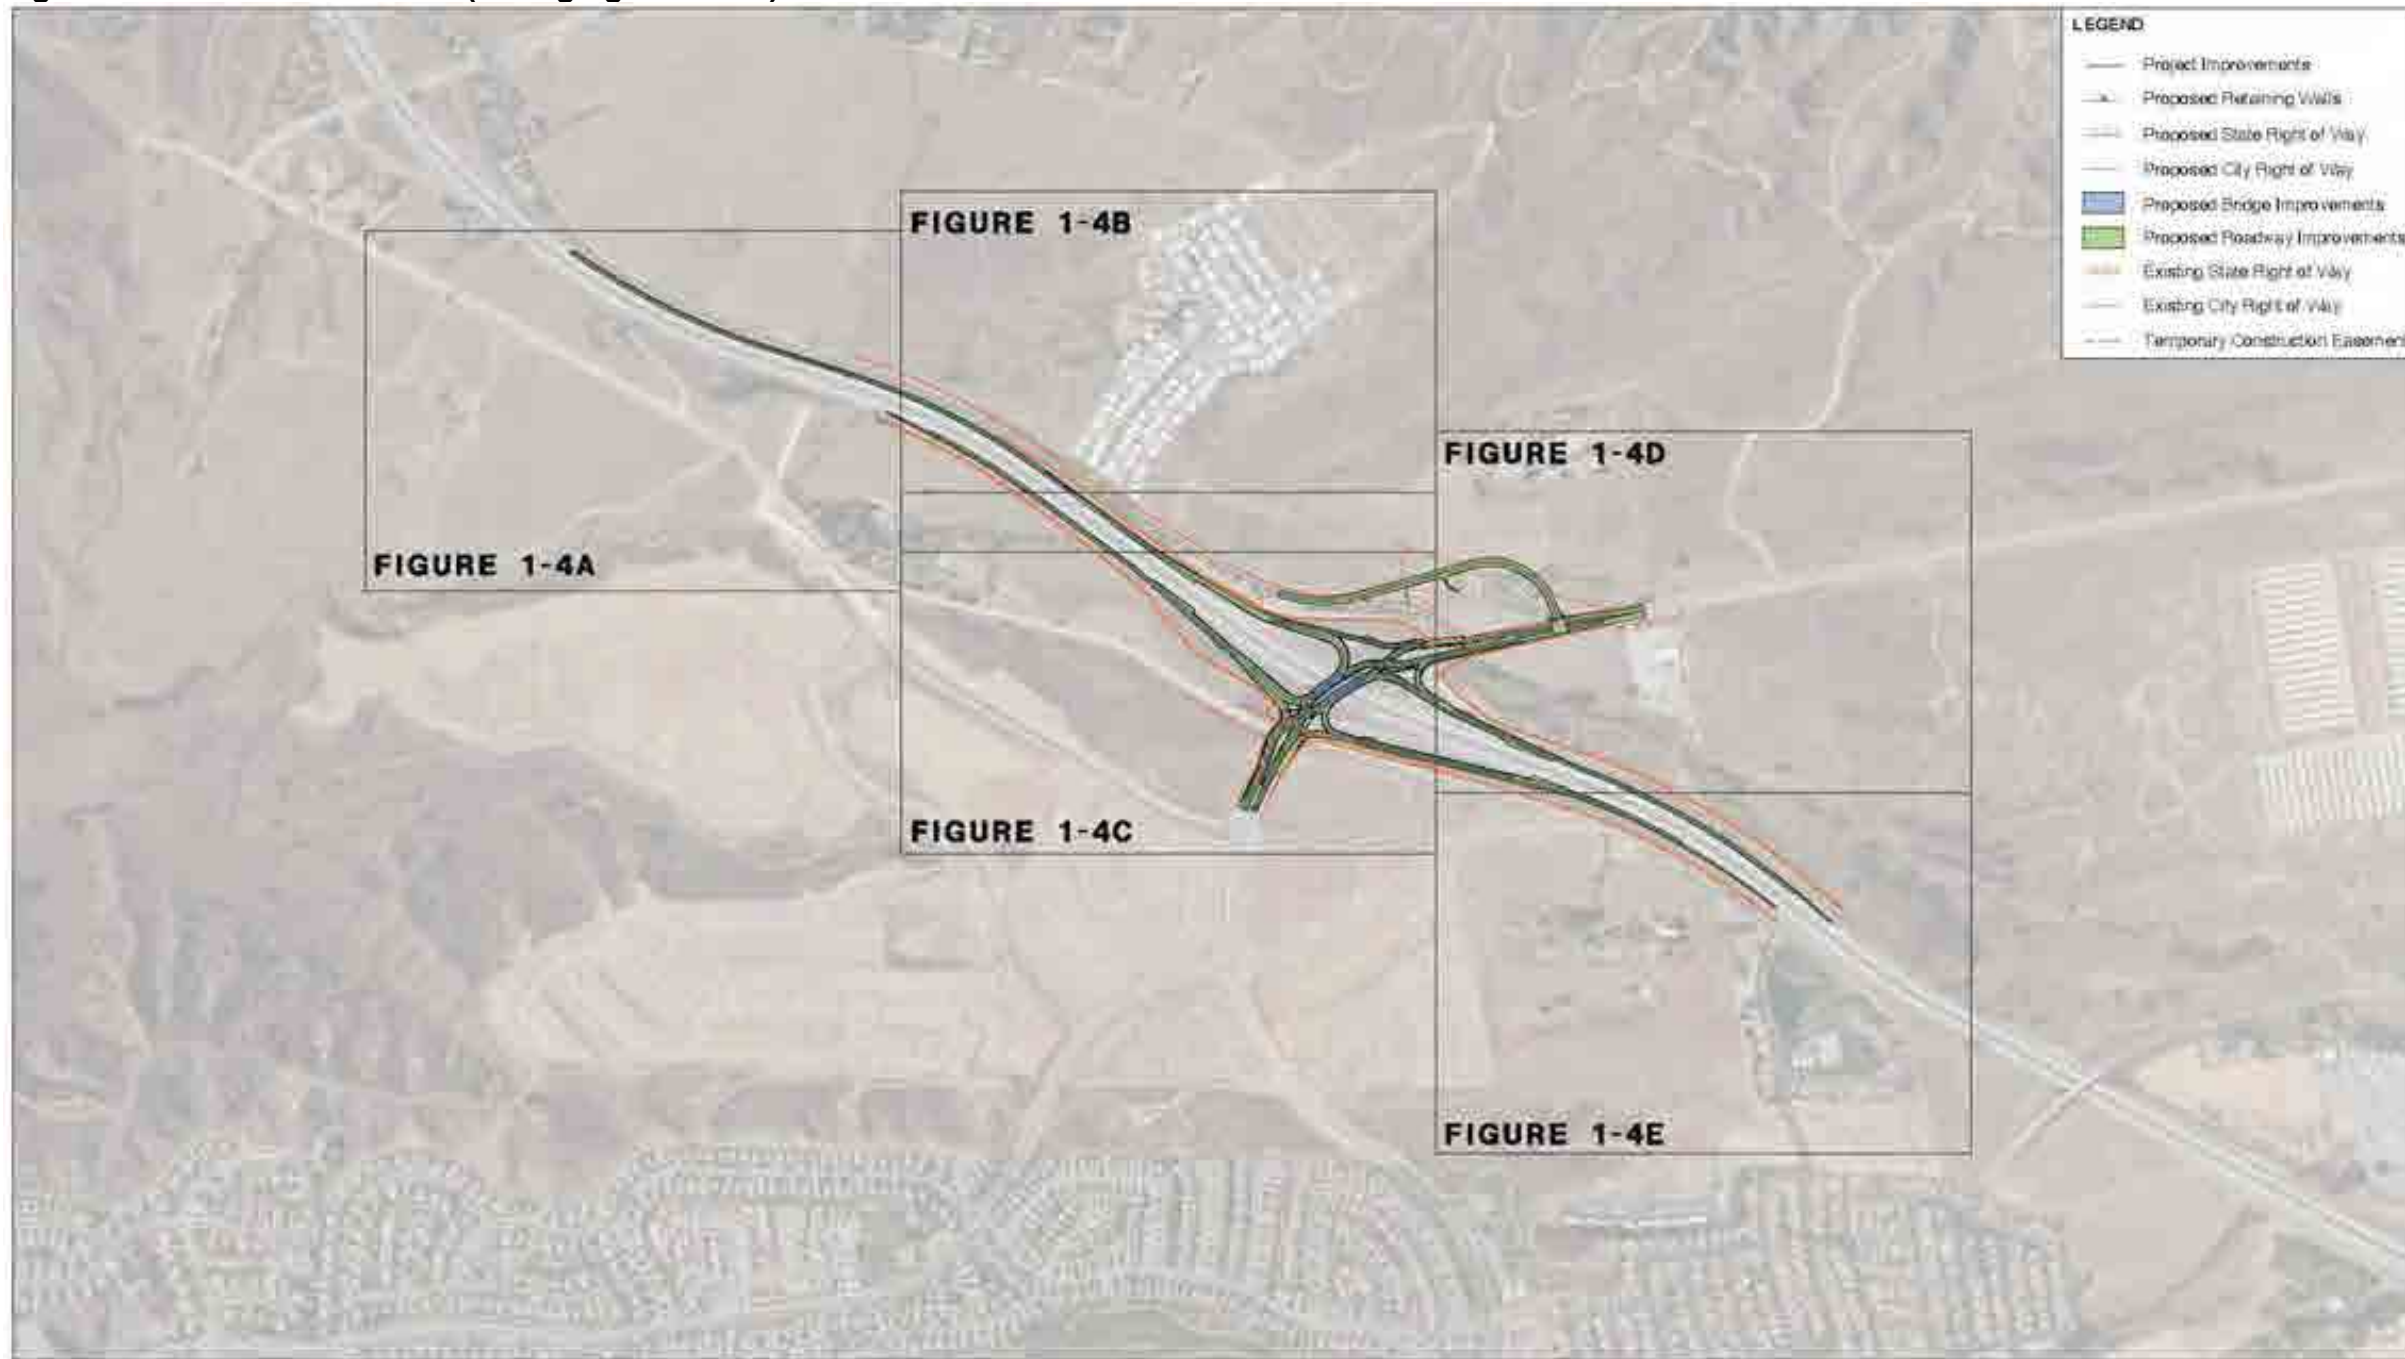 LEGEND
Project Improvements
Proposed Retaining Walls
Proposed State Right of Way
Proposed City Right of Way
Proposed Bridge Improvements
Proposed Roadway Improvements
Existing State Right of Way
Existing City Right of Way
Temporary Construction Easement
FIGURE 1-4B
FIGURE 1-4D
FIGURE 1-4A
FIGURE 1-4C
FIGURE 1-4E